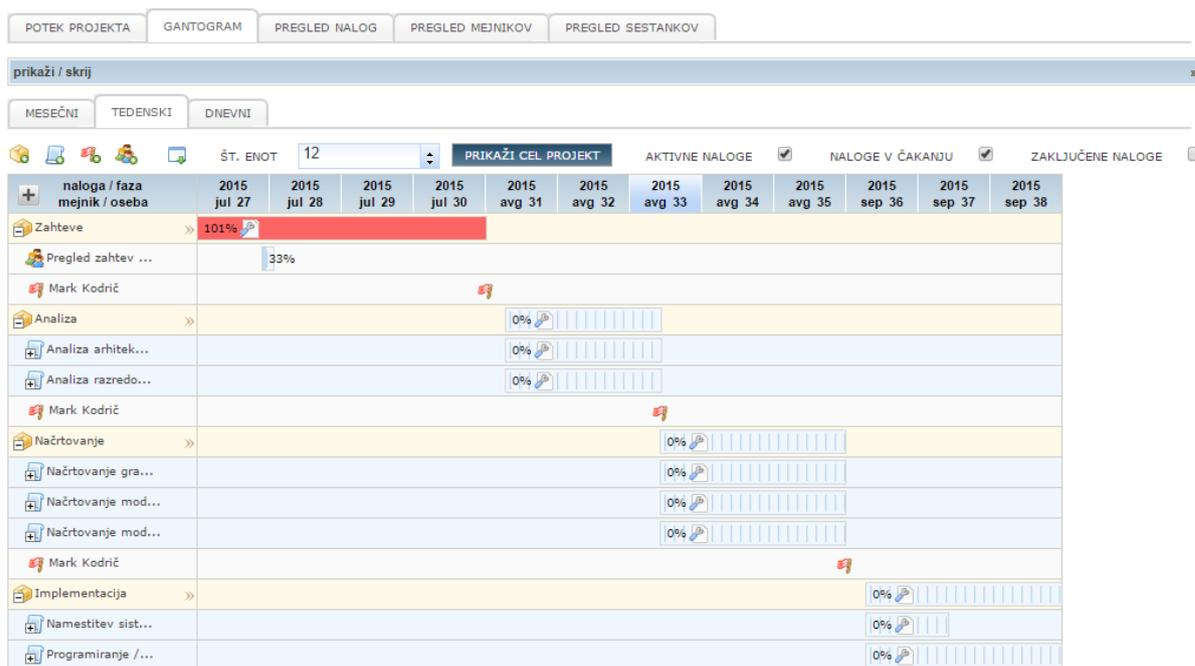 POTEK PROJEKTA GANTOGRAM PREGLED NALOG PREGLED MEJNIKOV PREGLED SESTANKOV
prikaži / skrij »
MESEČNI TEDENSKI DNEVNI
ŠT. ENOT 12 PRIKAŽI CEL PROJEKT AKTIVNE NALOGE NALOGE V ČAKANJU ZAKLJUČENE NALOGE
naloga / faza 2015 2015 2015 2015 2015 2015 2015 2015 2015 2015 2015 2015
mejnik / oseba jul 27 jul 28 jul 29 jul 30 avg 31 avg 32 avg 33 avg 34 avg 35 sep 36 sep 37 sep 38
Zahteve » 101%
Pregled zahtev ... 33%
Mark Kodrič
Analiza » 0%
Analiza arhitek... 0%
Analiza razredo... 0%
Mark Kodrič
Načrtovanje » 0%
Načrtovanje gra... 0%
Načrtovanje mod... 0%
Načrtovanje mod... 0%
Mark Kodrič
Implementacija » 0%
Namestitev sist... 0%
Programiranje /... 0%